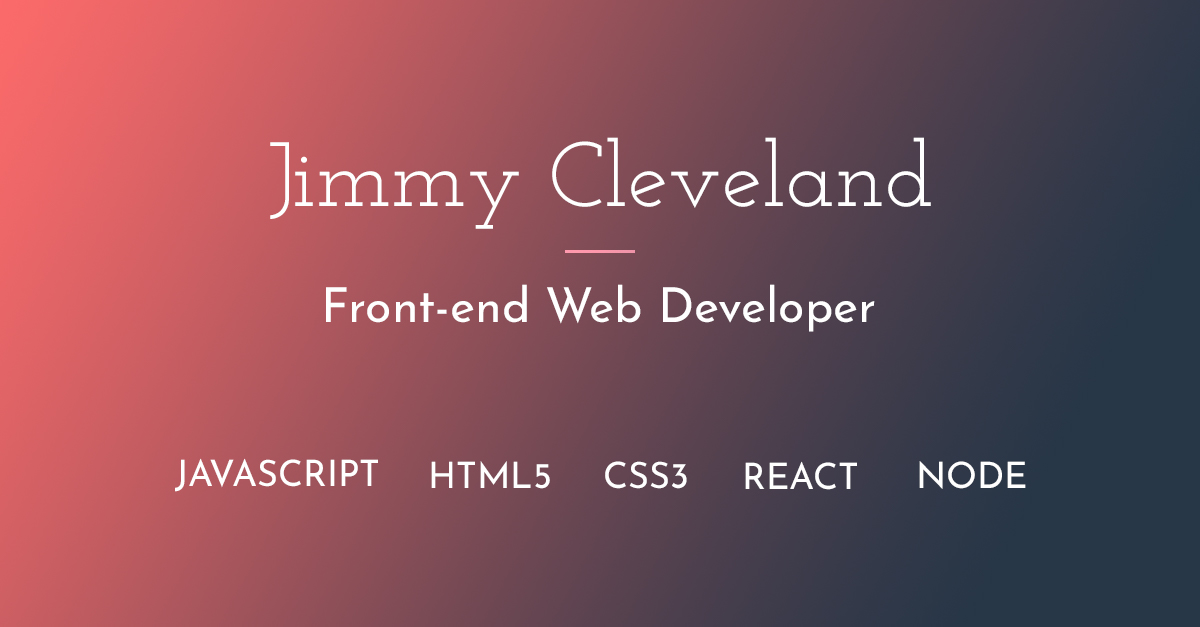 Jimmy Cleveland
Front-end Web Developer
JAVASCRIPT HTML5 CSS3 REACT NODE